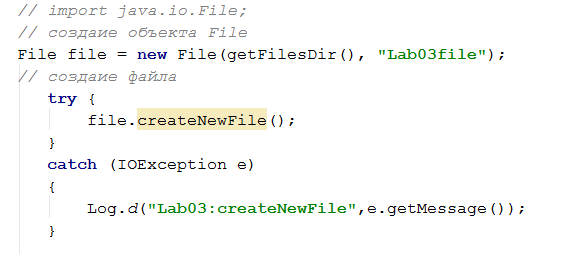 // import java.io.File;
// создаие объекта File
File file = new File(getFilesDir(), "Lab03file");
// создаие файла
try {
file.createNewFile();
}
catch (IOException e)
{
Log.d("Lab03:createNewFile",e.getMessage());
}